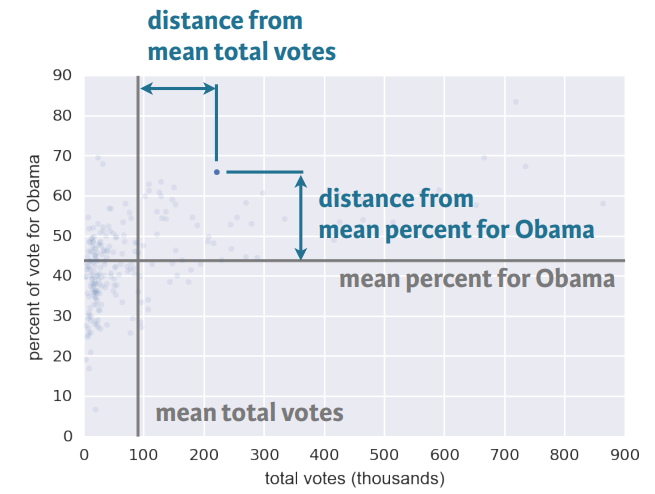 distance from
mean total votes
90
80
70
60
50
40
30
20
10
0
percent of vote for Obama
distance from
mean percent for Obama
mean percent for Obama
mean total votes
0 100 200 300 400 500 600 700 800 900
total votes (thousands)